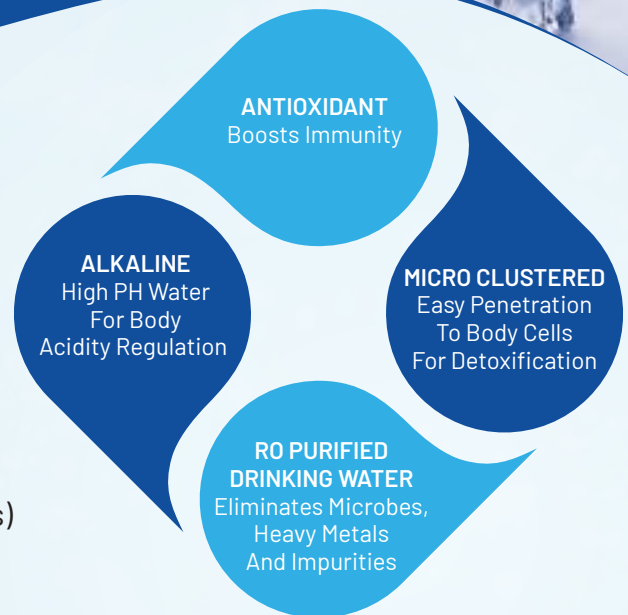 ANTIOXIDANT
Boosts Immunity
ALKALINE
High PH Water
For Body
Acidity Regulation
MICRO CLUSTERED
Easy Penetration
To Body Cells
For Detoxification
RO PURIFIED
DRINKING WATER
Eliminates Microbes,
Heavy Metals
And Impurities
s)